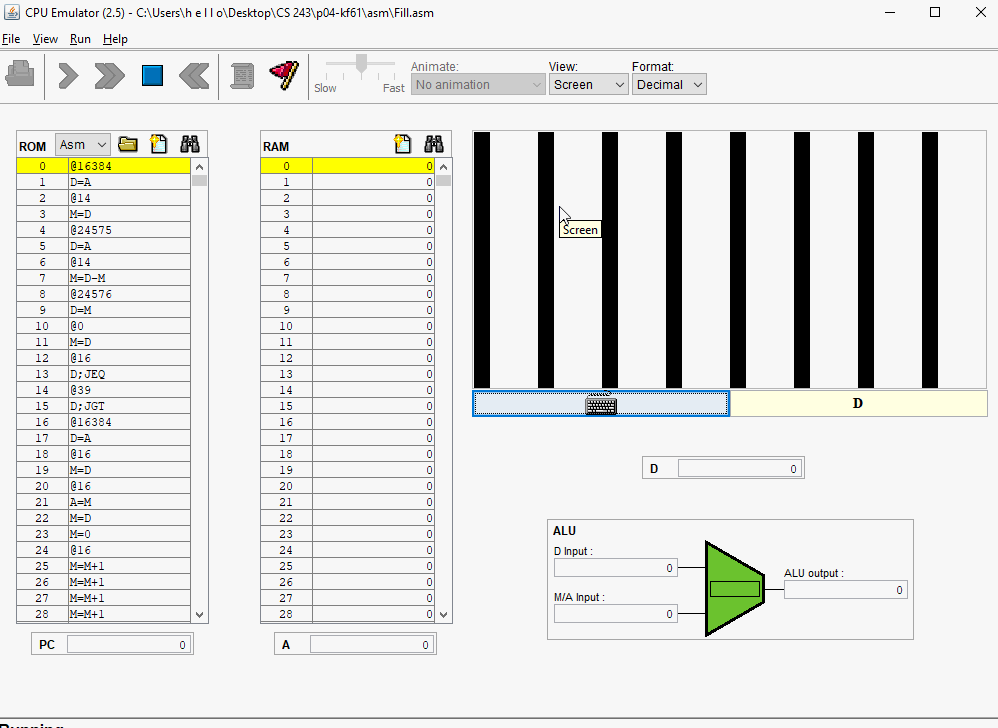 CPU Emulator (2.5) - C:\Users\h e l l o\Desktop\CS 243\p04-kf61\asm\Fill.asm
File View Run Help
Slow Fast
Animate:
No animation
View:
Screen
Format:
Decimal
ROM Asm
0 @16384
1 D=A
2 @14
3 M=D
4 @24575
5 D=A
6 @14
7 M=D-M
8 @24576
9 D=M
10 @0
11 M=D
12 @16
13 D;JEQ
14 @39
15 D;JGT
16 @16384
17 D=A
18 @16
19 M=D
20 @16
21 A=M
22 M=D
23 M=0
24 @16
25 M=M+1
26 M=M+1
27 M=M+1
28 M=M+1
PC 0
RAM
0 0
1 0
2 0
3 0
4 0
5 0
6 0
7 0
8 0
9 0
10 0
11 0
12 0
13 0
14 0
15 0
16 0
17 0
18 0
19 0
20 0
21 0
22 0
23 0
24 0
25 0
26 0
27 0
28 0
A 0
Screen
D
D 0
ALU
D Input :
0
M/A Input :
0
ALU output :
0
Running